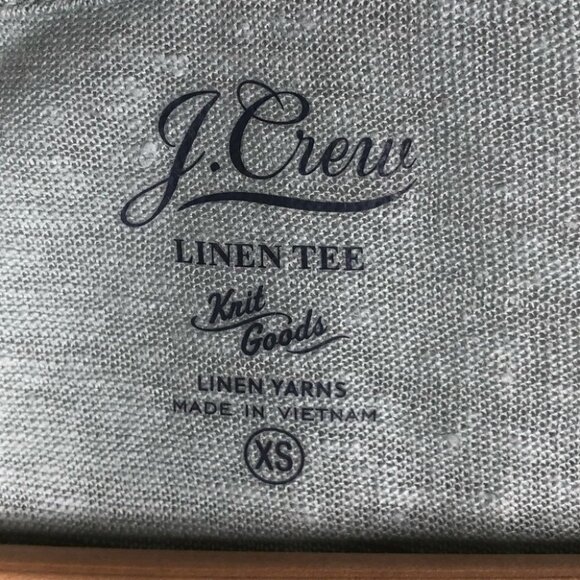 J.Crew
LINEN TEE
Knit
Goods
LINEN YARNS
MADE IN VIETNAM
XS